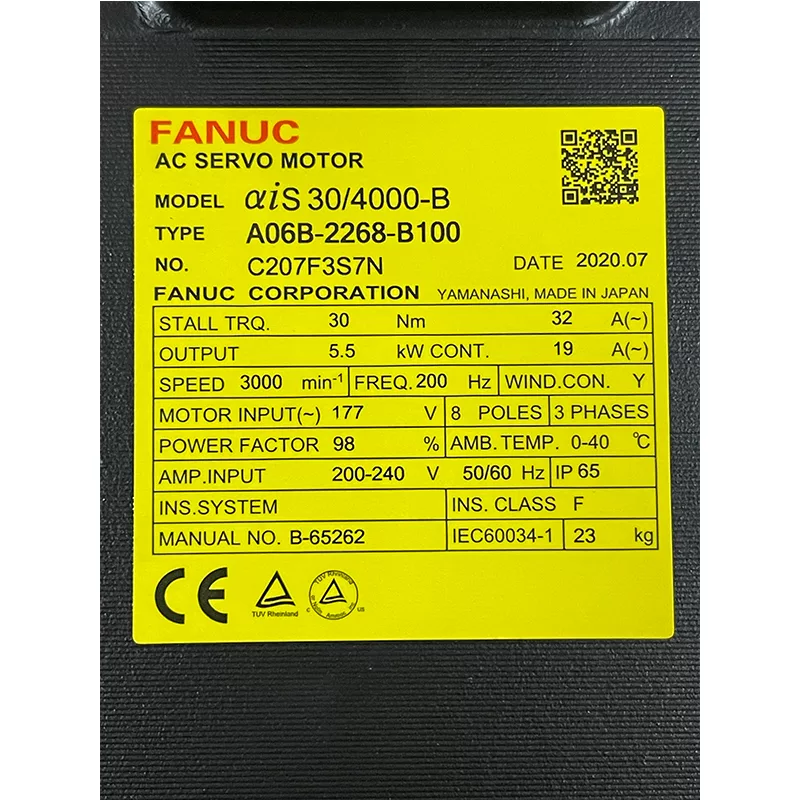 FANUC
AC SERVO MOTOR
MODEL αiS 30/4000-B
TYPE A06B-2268-B100
NO. C207F3S7N DATE 2020.07
FANUC CORPORATION YAMANASHI, MADE IN JAPAN
STALL TRQ. 30 Nm 32 A(~)
OUTPUT 5.5 kW CONT. 19 A(~)
SPEED 3000 min-1 FREQ. 200 Hz WIND.CON. Y
MOTOR INPUT(~) 177 V 8 POLES 3 PHASES
POWER FACTOR 98 % AMB.TEMP. 0-40 ℃
AMP.INPUT 200-240 V 50/60 Hz IP 65
INS.SYSTEM INS. CLASS F
MANUAL NO. B-65262 IEC60034-1 23 kg
CE
TUV Rheinland
TUV Rheinland
C US